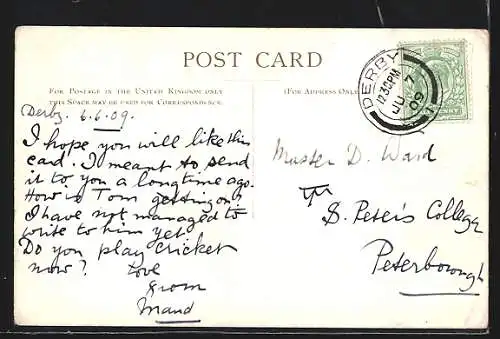 POST CARD
FOR POSTAGE IN THE UNITED KINGDOM ONLY
THIS SPACE MAY BE USED FOR CORRESPONDENCE.
(FOR ADDRESS ONLY
DERBY
12 30 PM
JU 7
09
Derby. 6.6.09.
I hope you will like this
card. I meant to send
it to you a long time ago.
How is Tom getting on?
I have not managed to
write to him yet.
Do you play cricket
now? Love
from
Maud
Master D. Ward
S. Peter's College
Peterborough